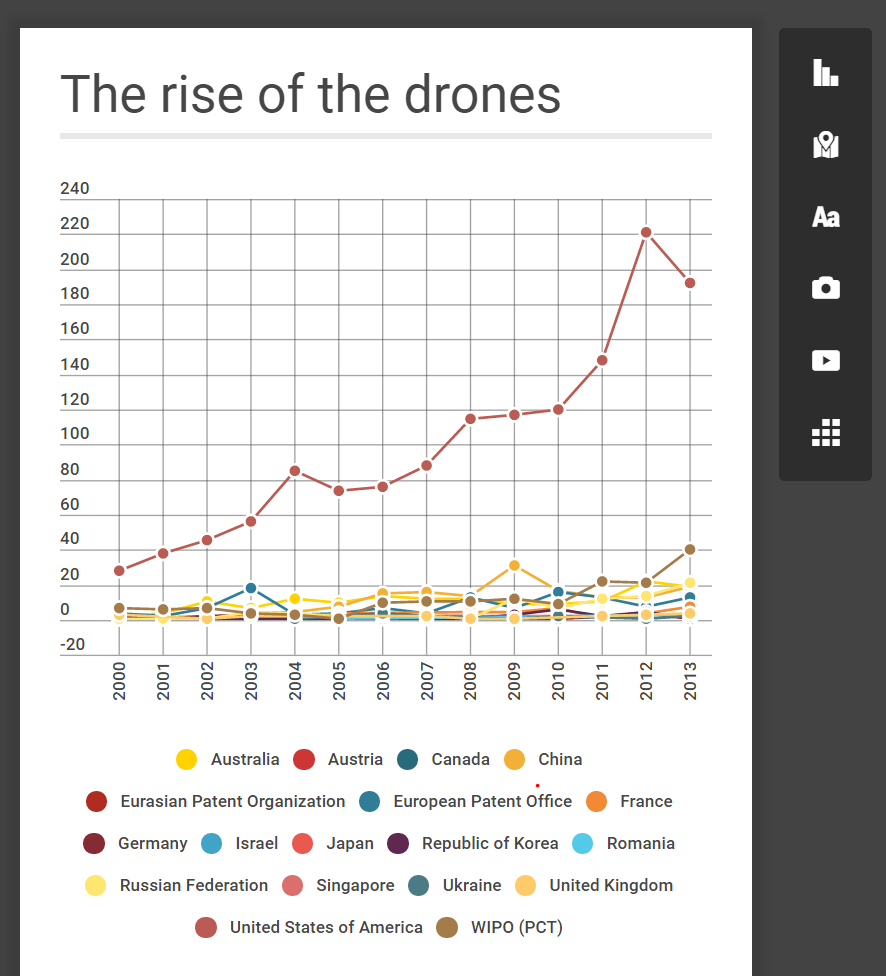 The rise of the drones
240
220
200
180
160
140
120
100
80
60
40
20
0
-20
2000 2001 2002 2003 2004 2005 2006 2007 2008 2009 2010 2011 2012 2013
Australia Austria Canada China
Eurasian Patent Organization European Patent Office France
Germany Israel Japan Republic of Korea Romania
Russian Federation Singapore Ukraine United Kingdom
United States of America WIPO (PCT)
Aa